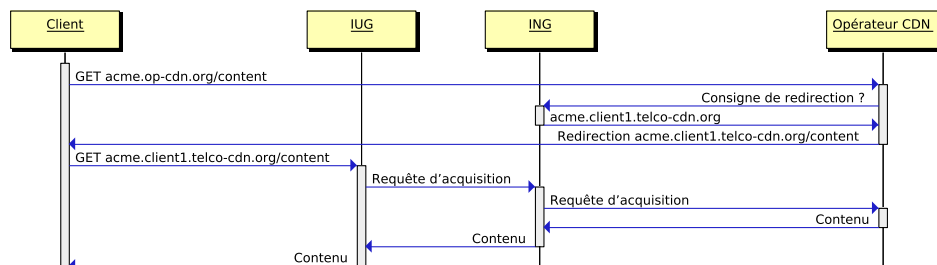 Client
IUG
ING
Opérateur CDN
GET acme.op-cdn.org/content
Consigne de redirection ?
acme.client1.telco-cdn.org
Redirection acme.client1.telco-cdn.org/content
GET acme.client1.telco-cdn.org/content
Requête d’acquisition
Requête d’acquisition
Contenu
Contenu
Contenu